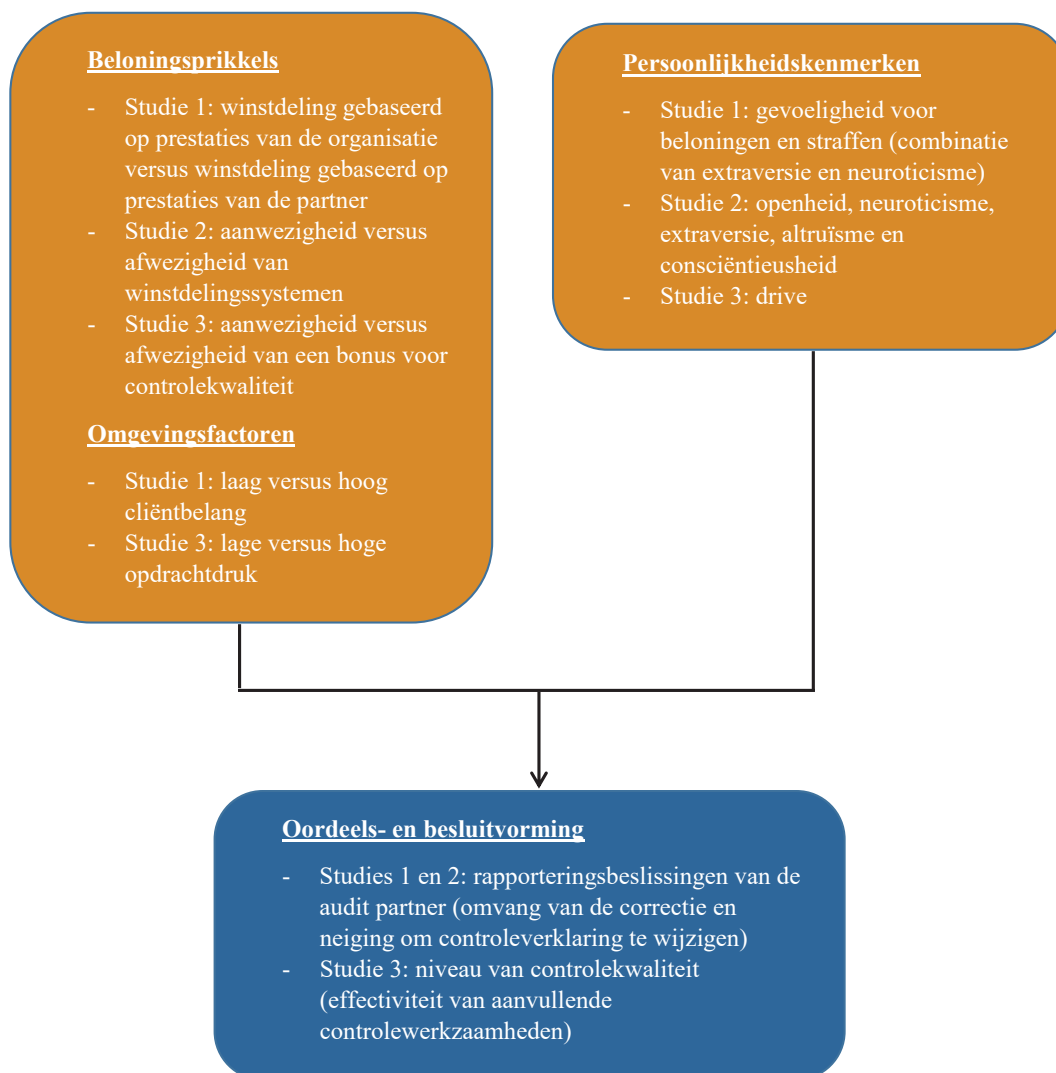 Beloningsprikkels
- Studie 1: winstdeling gebaseerd
op prestaties van de organisatie
versus winstdeling gebaseerd op
prestaties van de partner
- Studie 2: aanwezigheid versus
afwezigheid van
winstdelingssystemen
- Studie 3: aanwezigheid versus
afwezigheid van een bonus voor
controlekwaliteit
Omgevingsfactoren
- Studie 1: laag versus hoog
cliëntbelang
- Studie 3: lage versus hoge
opdrachtdruk
Persoonlijkheidskenmerken
- Studie 1: gevoeligheid voor
beloningen en straffen (combinatie
van extraversie en neuroticisme)
- Studie 2: openheid, neuroticisme,
extraversie, altruïsme en
consciëntieusheid
- Studie 3: drive
Oordeels- en besluitvorming
- Studies 1 en 2: rapporteringsbeslissingen van de
audit partner (omvang van de correctie en
neiging om controleverklaring te wijzigen)
- Studie 3: niveau van controlekwaliteit
(effectiviteit van aanvullende
controlewerkzaamheden)